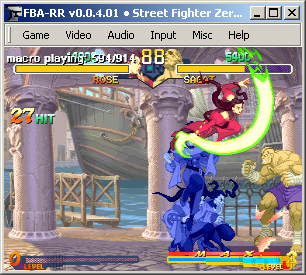 FBA-RR v0.0.4.01 • Street Fighter Zer...
Game Video Audio Input Misc Help
macro playing, 594/914
88
ROSE SAGAT
27 HIT
LEVEL MAX LEVEL